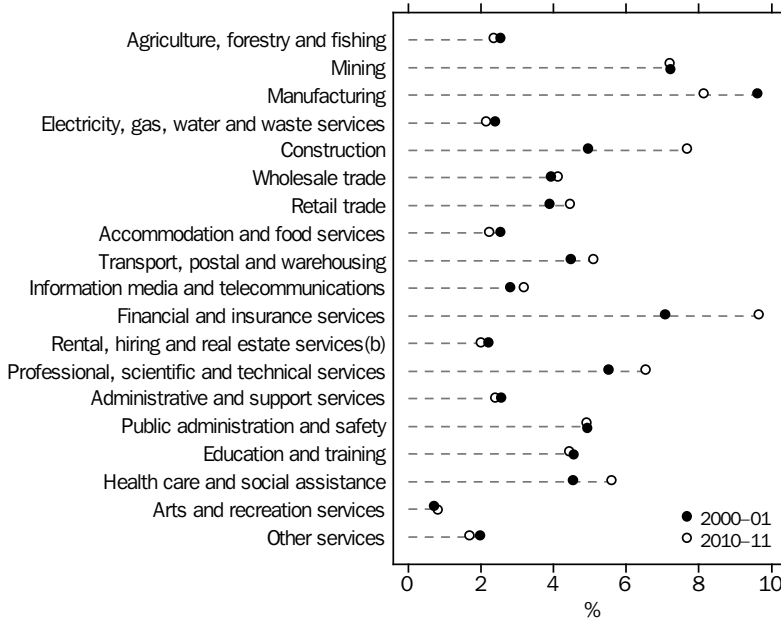 Agriculture, forestry and fishing
Mining
Manufacturing
Electricity, gas, water and waste services
Construction
Wholesale trade
Retail trade
Accommodation and food services
Transport, postal and warehousing
Information media and telecommunications
Financial and insurance services
Rental, hiring and real estate services(b)
Professional, scientific and technical services
Administrative and support services
Public administration and safety
Education and training
Health care and social assistance
Arts and recreation services
Other services
2000–01
2010–11
0 2 4 6 8 10
%